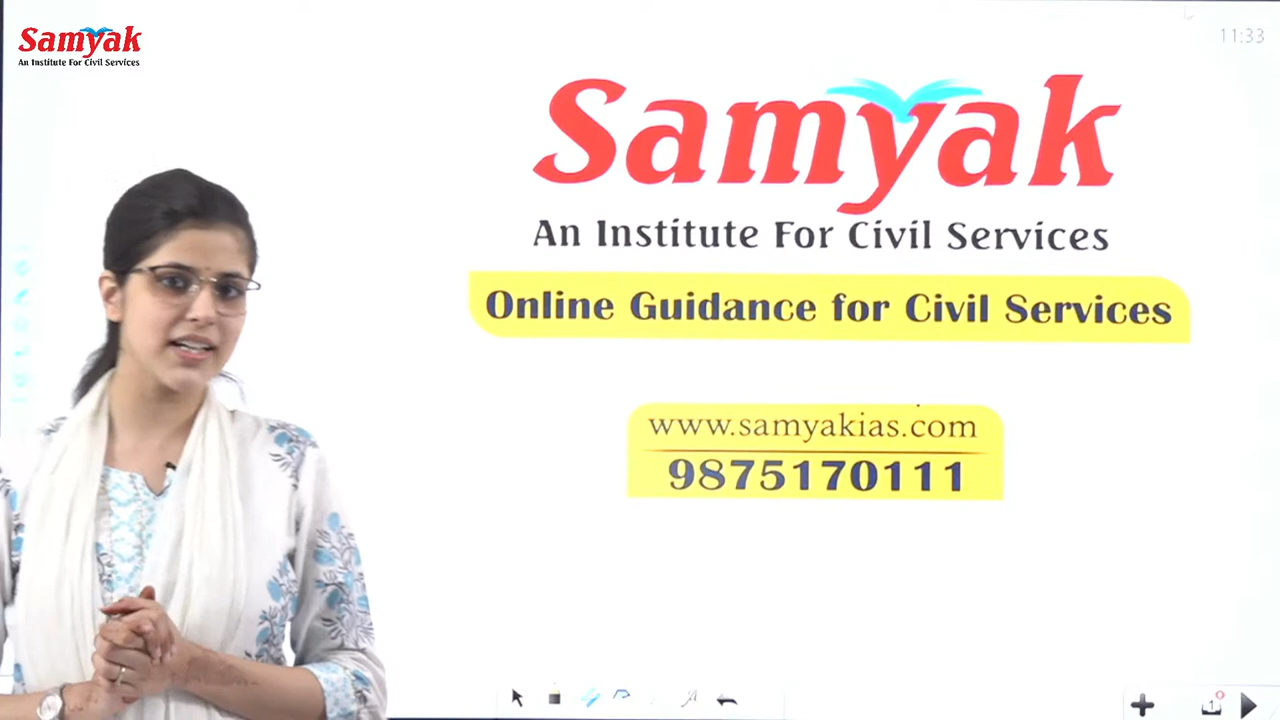 Samyak
An Institute For Civil Services
11:33
Samyak
An Institute For Civil Services
Online Guidance for Civil Services
www.samyakias.com
9875170111
1